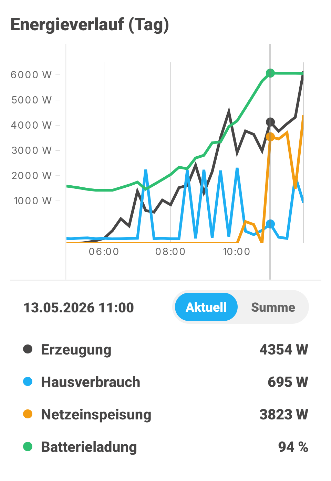 Energieverlauf (Tag)
6000 W
5000 W
4000 W
3000 W
2000 W
1000 W
06:00 08:00 10:00
13.05.2026 11:00 Aktuell Summe
Erzeugung 4354 W
Hausverbrauch 695 W
Netzeinspeisung 3823 W
Batterieladung 94 %